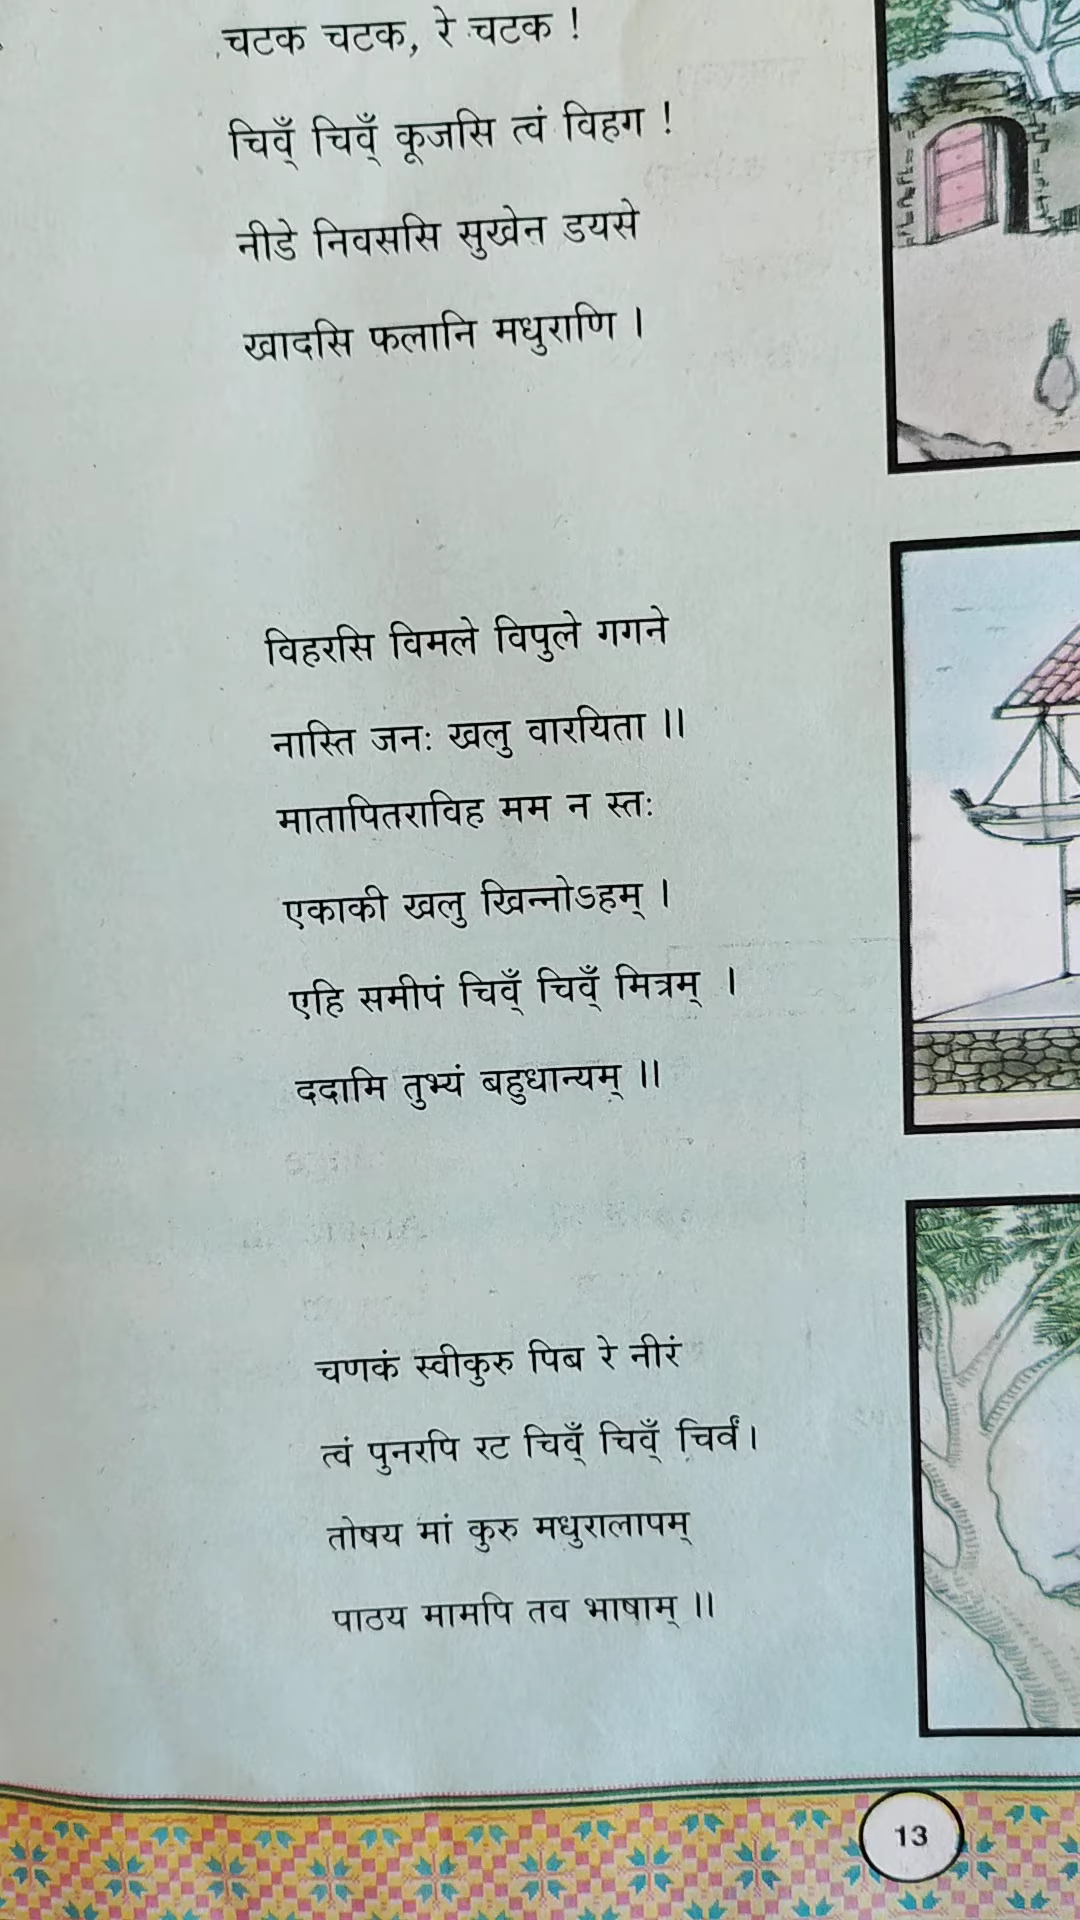 चटक चटक, रे चटक !
चिवँ् चिवँ् कूजसि त्वं विहग !
नीडे निवससि सुखेन डयसे
खादसि फलानि मधुराणि ।
विहरसि विमले विपुले गगने
नास्ति जनः खलु वारयिता ।।
मातापितराविह मम न स्तः
एकाकी खलु खिन्नोऽहम् ।
एहि समीपं चिवँ् चिवँ् मित्रम् ।
ददामि तुभ्यं बहुधान्यम् ।।
चणकं स्वीकुरु पिब रे नीरं
त्वं पुनरपि रट चिवँ् चिवँ् चिर्वं।
तोषय मां कुरु मधुरालापम्
पाठय मामपि तव भाषाम् ।।
13